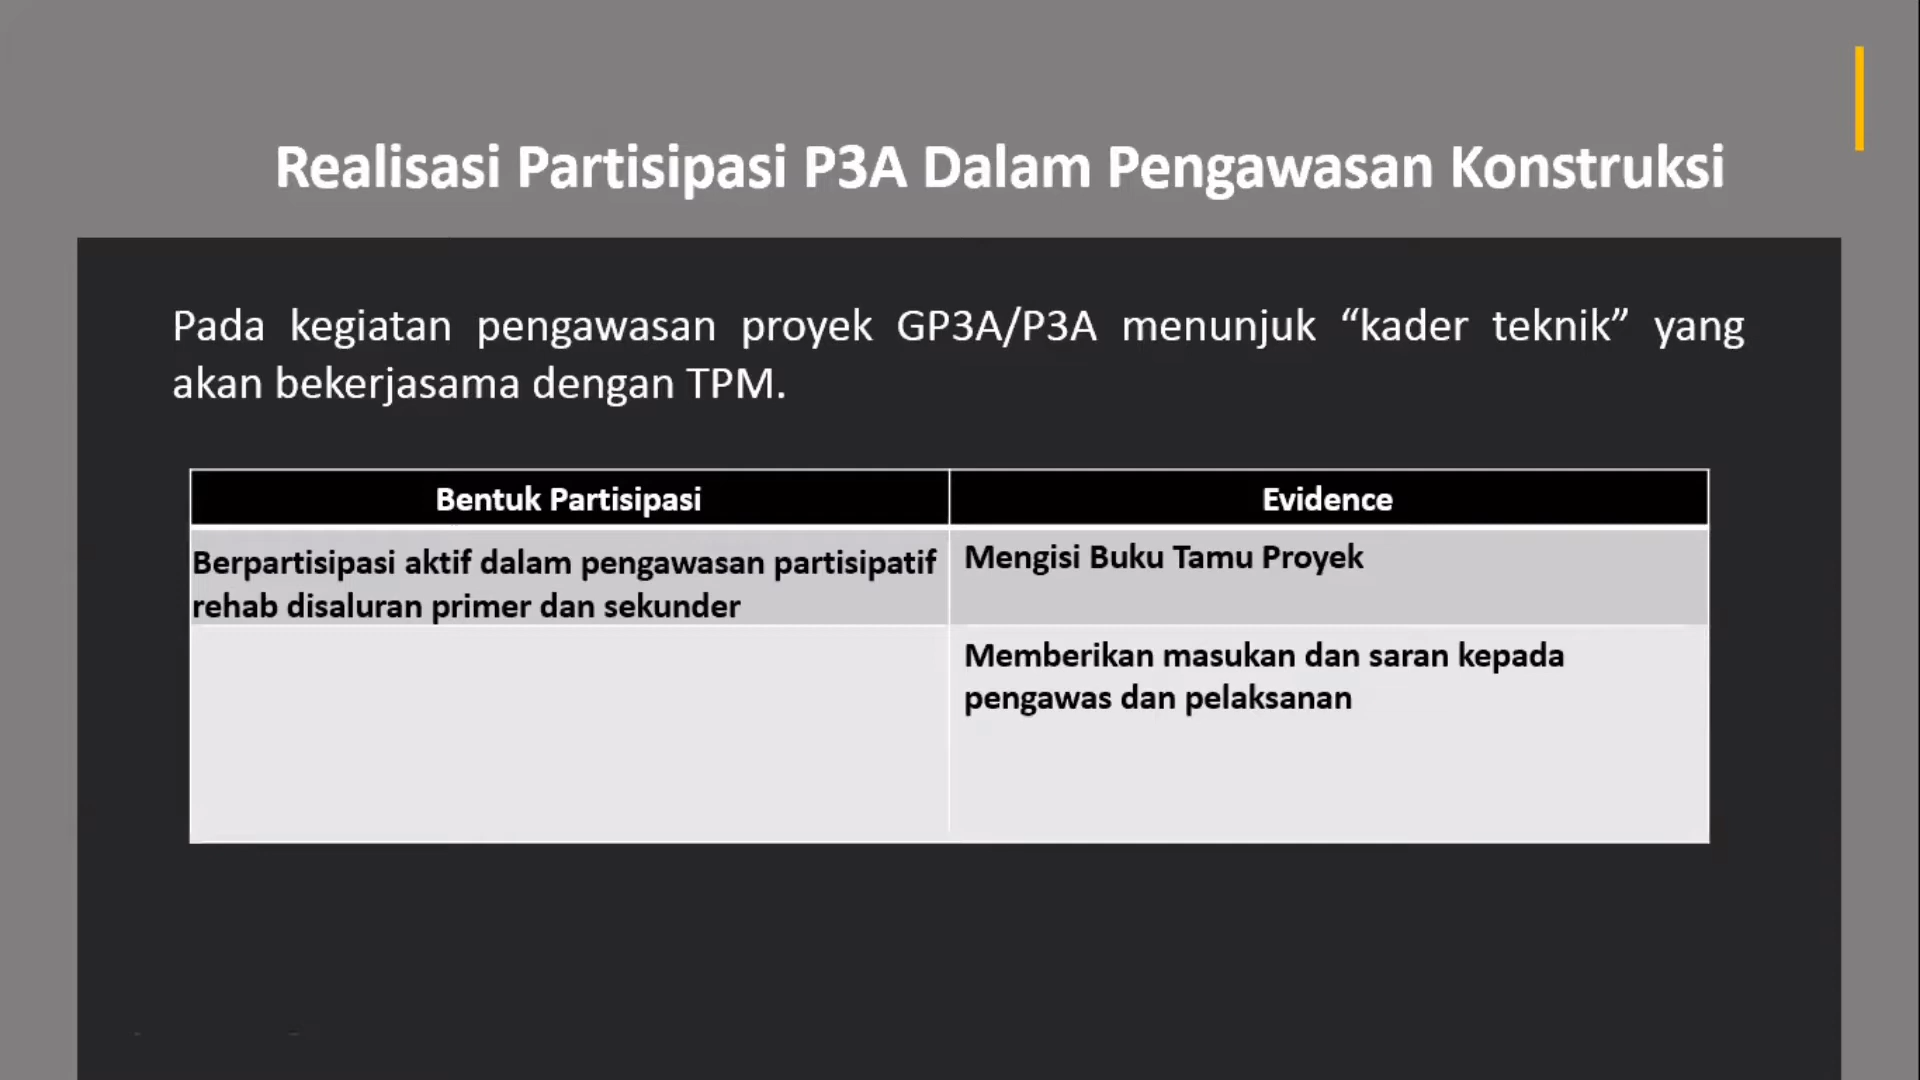 Realisasi Partisipasi P3A Dalam Pengawasan Konstruksi
Pada kegiatan pengawasan proyek GP3A/P3A menunjuk “kader teknik” yang
akan bekerjasama dengan TPM.
Bentuk Partisipasi
Evidence
Berpartisipasi aktif dalam pengawasan partisipatif
rehab disaluran primer dan sekunder
Mengisi Buku Tamu Proyek
Memberikan masukan dan saran kepada
pengawas dan pelaksanan